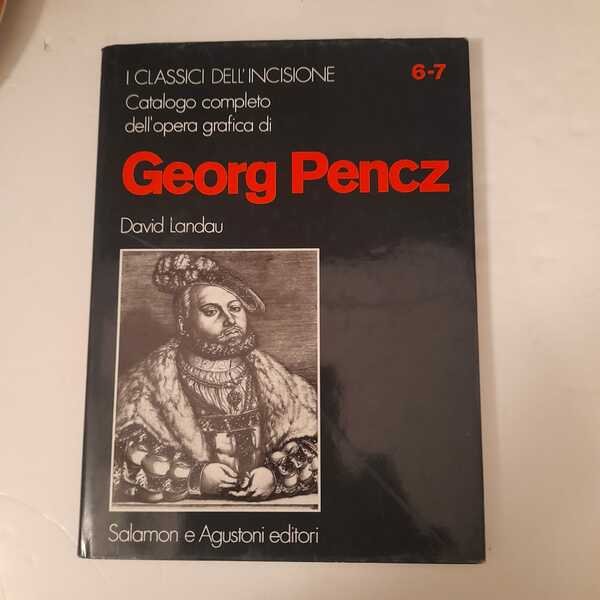 I CLASSICI DELL'INCISIONE 6-7
Catalogo completo
dell'opera grafica di
Georg Pencz
David Landau
Salamon e Agustoni editori